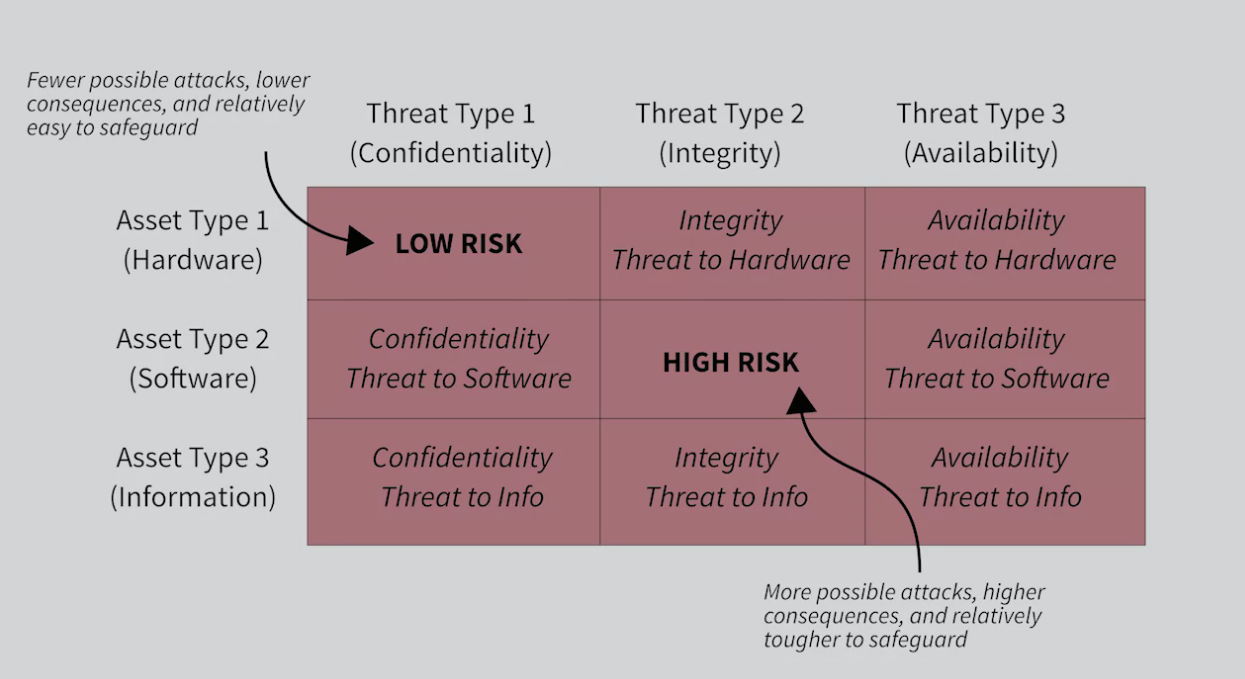 Fewer possible attacks, lower
consequences, and relatively
easy to safeguard
Threat Type 1
(Confidentiality)
Threat Type 2
(Integrity)
Threat Type 3
(Availability)
Asset Type 1
(Hardware)
LOW RISK
Integrity
Threat to Hardware
Availability
Threat to Hardware
Asset Type 2
(Software)
Confidentiality
Threat to Software
HIGH RISK
Availability
Threat to Software
Asset Type 3
(Information)
Confidentiality
Threat to Info
Integrity
Threat to Info
Availability
Threat to Info
More possible attacks, higher
consequences, and relatively
tougher to safeguard